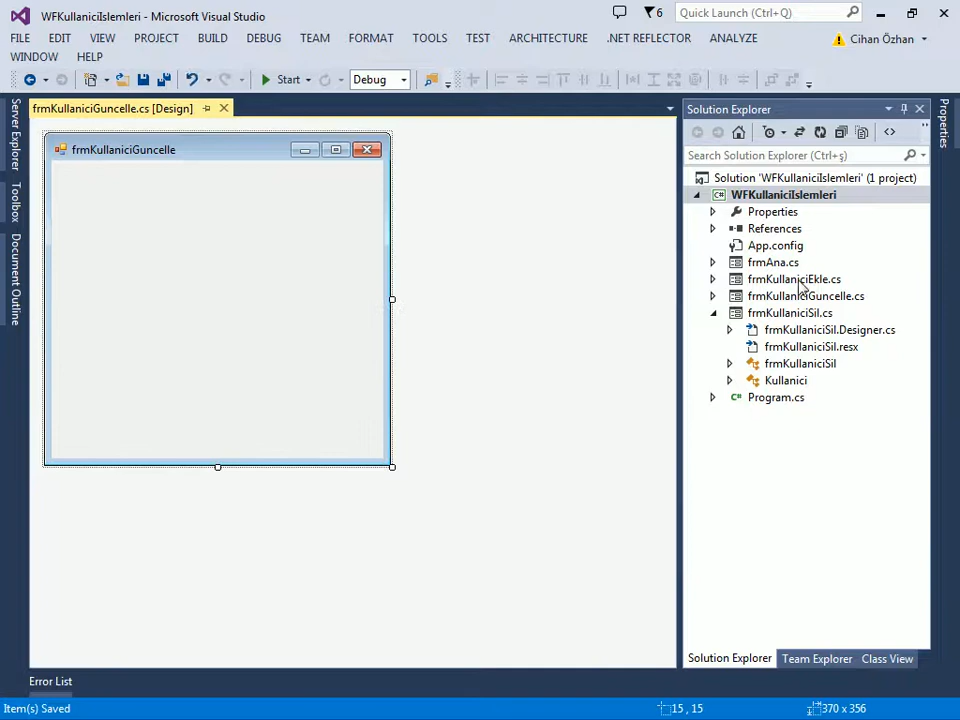 WFKullaniciIslemleri - Microsoft Visual Studio
6
Quick Launch (Ctrl+Q)
FILE EDIT VIEW PROJECT BUILD DEBUG TEAM FORMAT TOOLS TEST ARCHITECTURE .NET REFLECTOR ANALYZE
Cihan Özhan
WINDOW HELP
Start
Debug
Server Explorer
Toolbox
Document Outline
frmKullaniciGuncelle.cs [Design]
frmKullaniciGuncelle
Solution Explorer
Search Solution Explorer (Ctrl+ş)
Solution 'WFKullaniciIslemleri' (1 project)
WFKullaniciIslemleri
Properties
References
App.config
frmAna.cs
frmKullaniciEkle.cs
frmKullaniciGuncelle.cs
frmKullaniciSil.cs
frmKullaniciSil.Designer.cs
frmKullaniciSil.resx
frmKullaniciSil
Kullanici
Program.cs
Properties
Solution Explorer Team Explorer Class View
Error List
Item(s) Saved
15 , 15
370 x 356